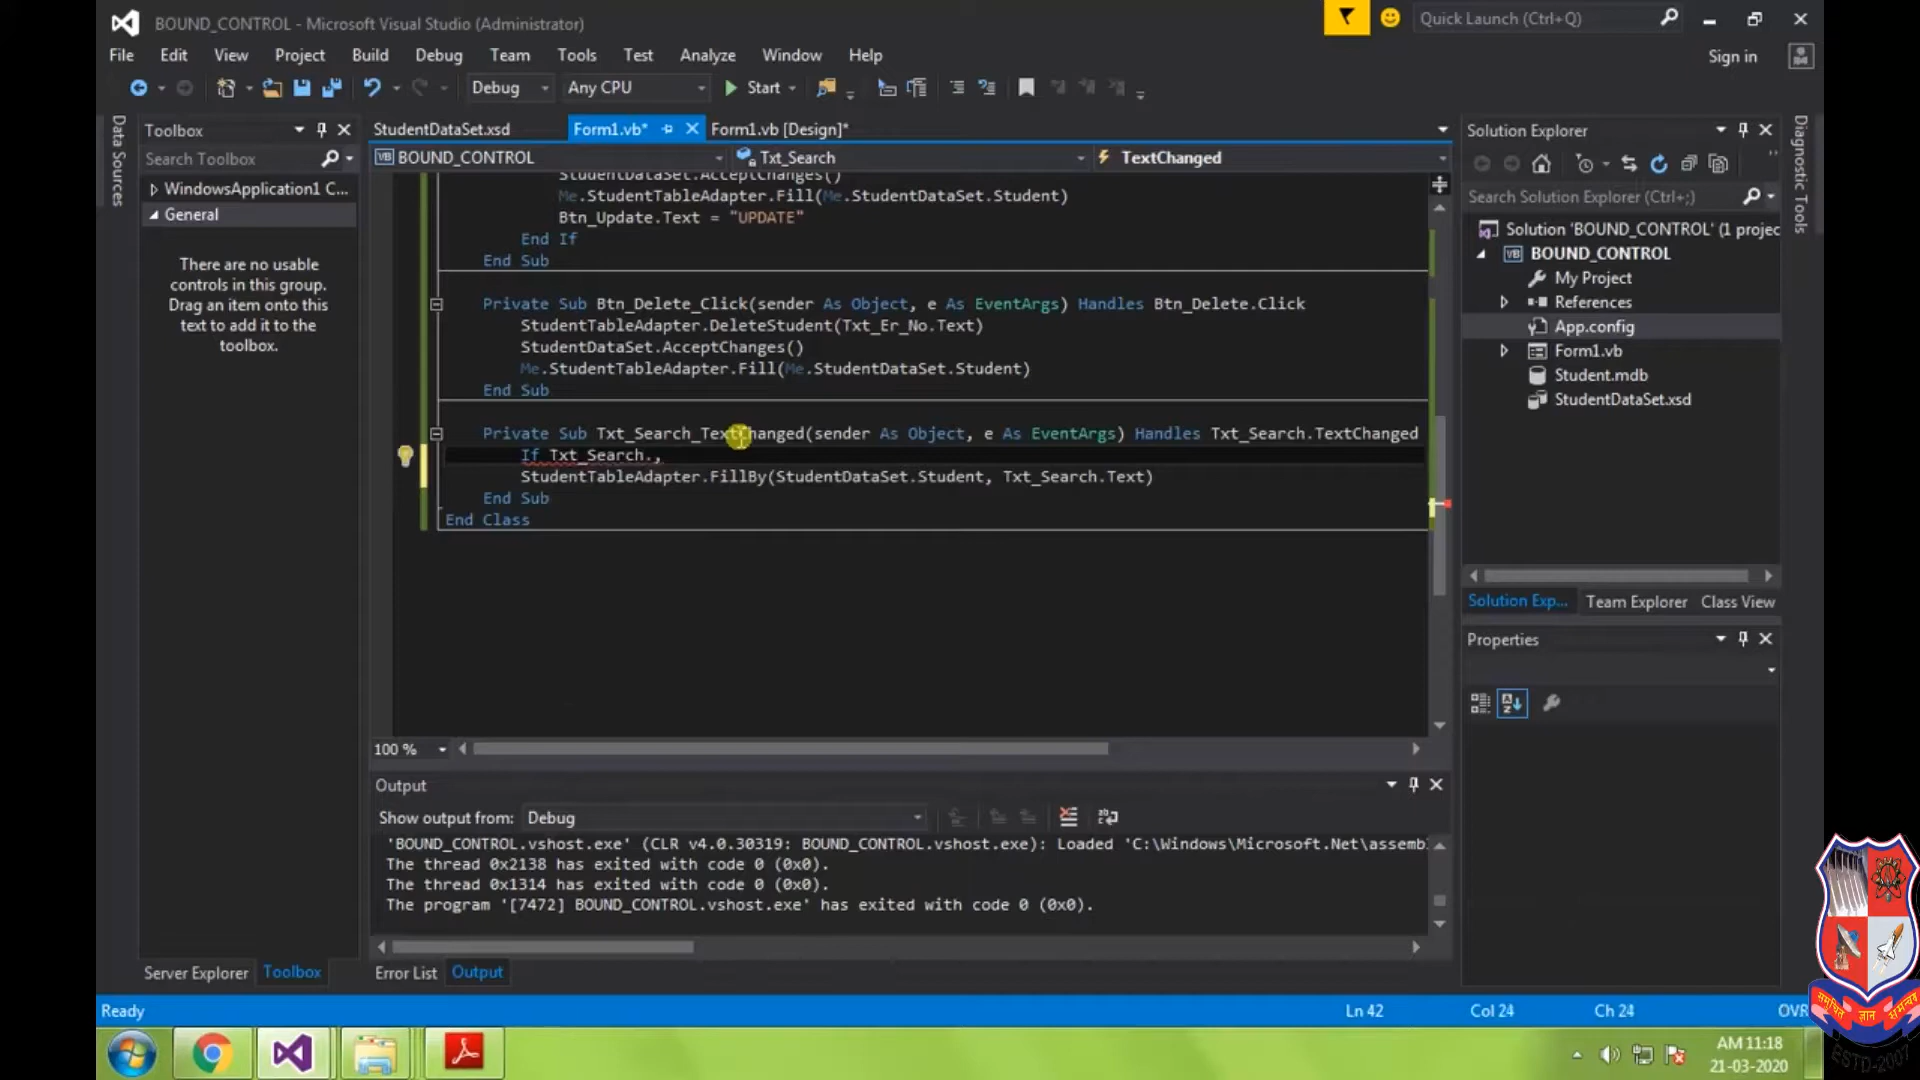 BOUND_CONTROL - Microsoft Visual Studio (Administrator)
Quick Launch (Ctrl+Q)
File Edit View Project Build Debug Team Tools Test Analyze Window Help
Sign in
Debug Any CPU Start
Data Sources
Toolbox
Search Toolbox
WindowsApplication1 C...
General
There are no usable
controls in this group.
Drag an item onto this
text to add it to the
toolbox.
Server Explorer Toolbox
StudentDataSet.xsd Form1.vb* Form1.vb [Design]*
BOUND_CONTROL Txt_Search TextChanged
StudentDataSet.AcceptChanges()
Me.StudentTableAdapter.Fill(Me.StudentDataSet.Student)
Btn_Update.Text = "UPDATE"
End If
End Sub
Private Sub Btn_Delete_Click(sender As Object, e As EventArgs) Handles Btn_Delete.Click
StudentTableAdapter.DeleteStudent(Txt_Er_No.Text)
StudentDataSet.AcceptChanges()
Me.StudentTableAdapter.Fill(Me.StudentDataSet.Student)
End Sub
Private Sub Txt_Search_TextChanged(sender As Object, e As EventArgs) Handles Txt_Search.TextChanged
If Txt_Search.,
StudentTableAdapter.FillBy(StudentDataSet.Student, Txt_Search.Text)
End Sub
End Class
100 %
Output
Show output from: Debug
'BOUND_CONTROL.vshost.exe' (CLR v4.0.30319: BOUND_CONTROL.vshost.exe): Loaded 'C:\Windows\Microsoft.Net\assembl
The thread 0x2138 has exited with code 0 (0x0).
The thread 0x1314 has exited with code 0 (0x0).
The program '[7472] BOUND_CONTROL.vshost.exe' has exited with code 0 (0x0).
Error List Output
Solution Explorer
Search Solution Explorer (Ctrl+;)
Solution 'BOUND_CONTROL' (1 projec
BOUND_CONTROL
My Project
References
App.config
Form1.vb
Student.mdb
StudentDataSet.xsd
Solution Exp... Team Explorer Class View
Properties
Diagnostic Tools
Ready Ln 42 Col 24 Ch 24 OVR
AM 11:18
21-03-2020
ESTD-2007